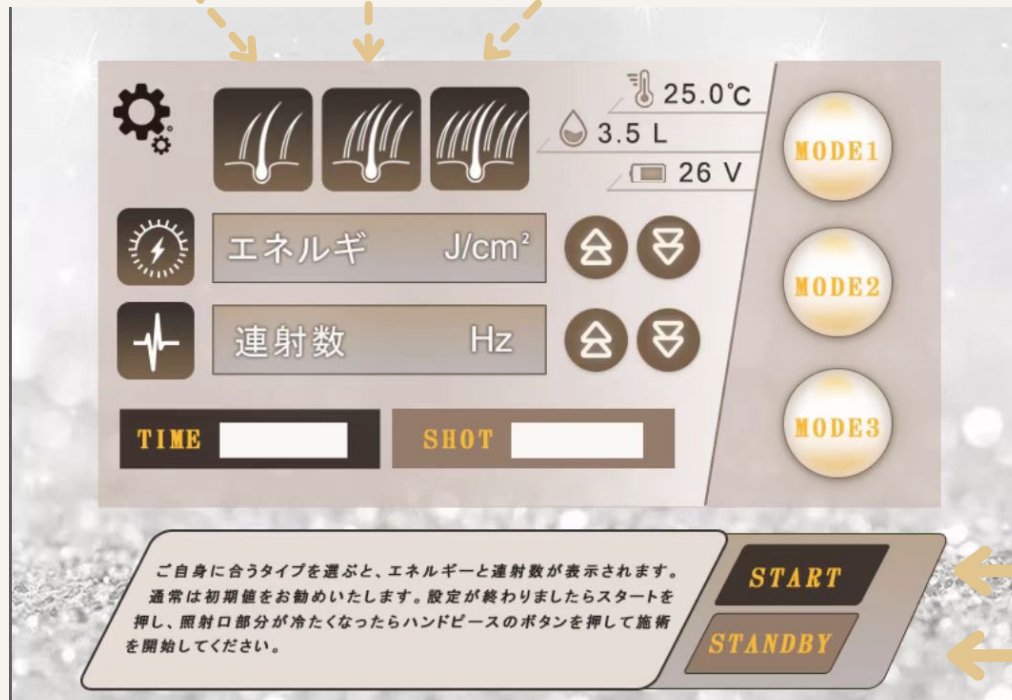 25.0℃
3.5 L
26 V
MODE1
エネルギ J/cm²
MODE2
連射数 Hz
TIME
SHOT
MODE3
ご自身に合うタイプを選ぶと、エネルギーと連射数が表示されます。
通常は初期値をお勧めいたします。設定が終わりましたらスタートを
押し、照射口部分が冷たくなったらハンドピースのボタンを押して施術
を開始してください。
START
STANDBY